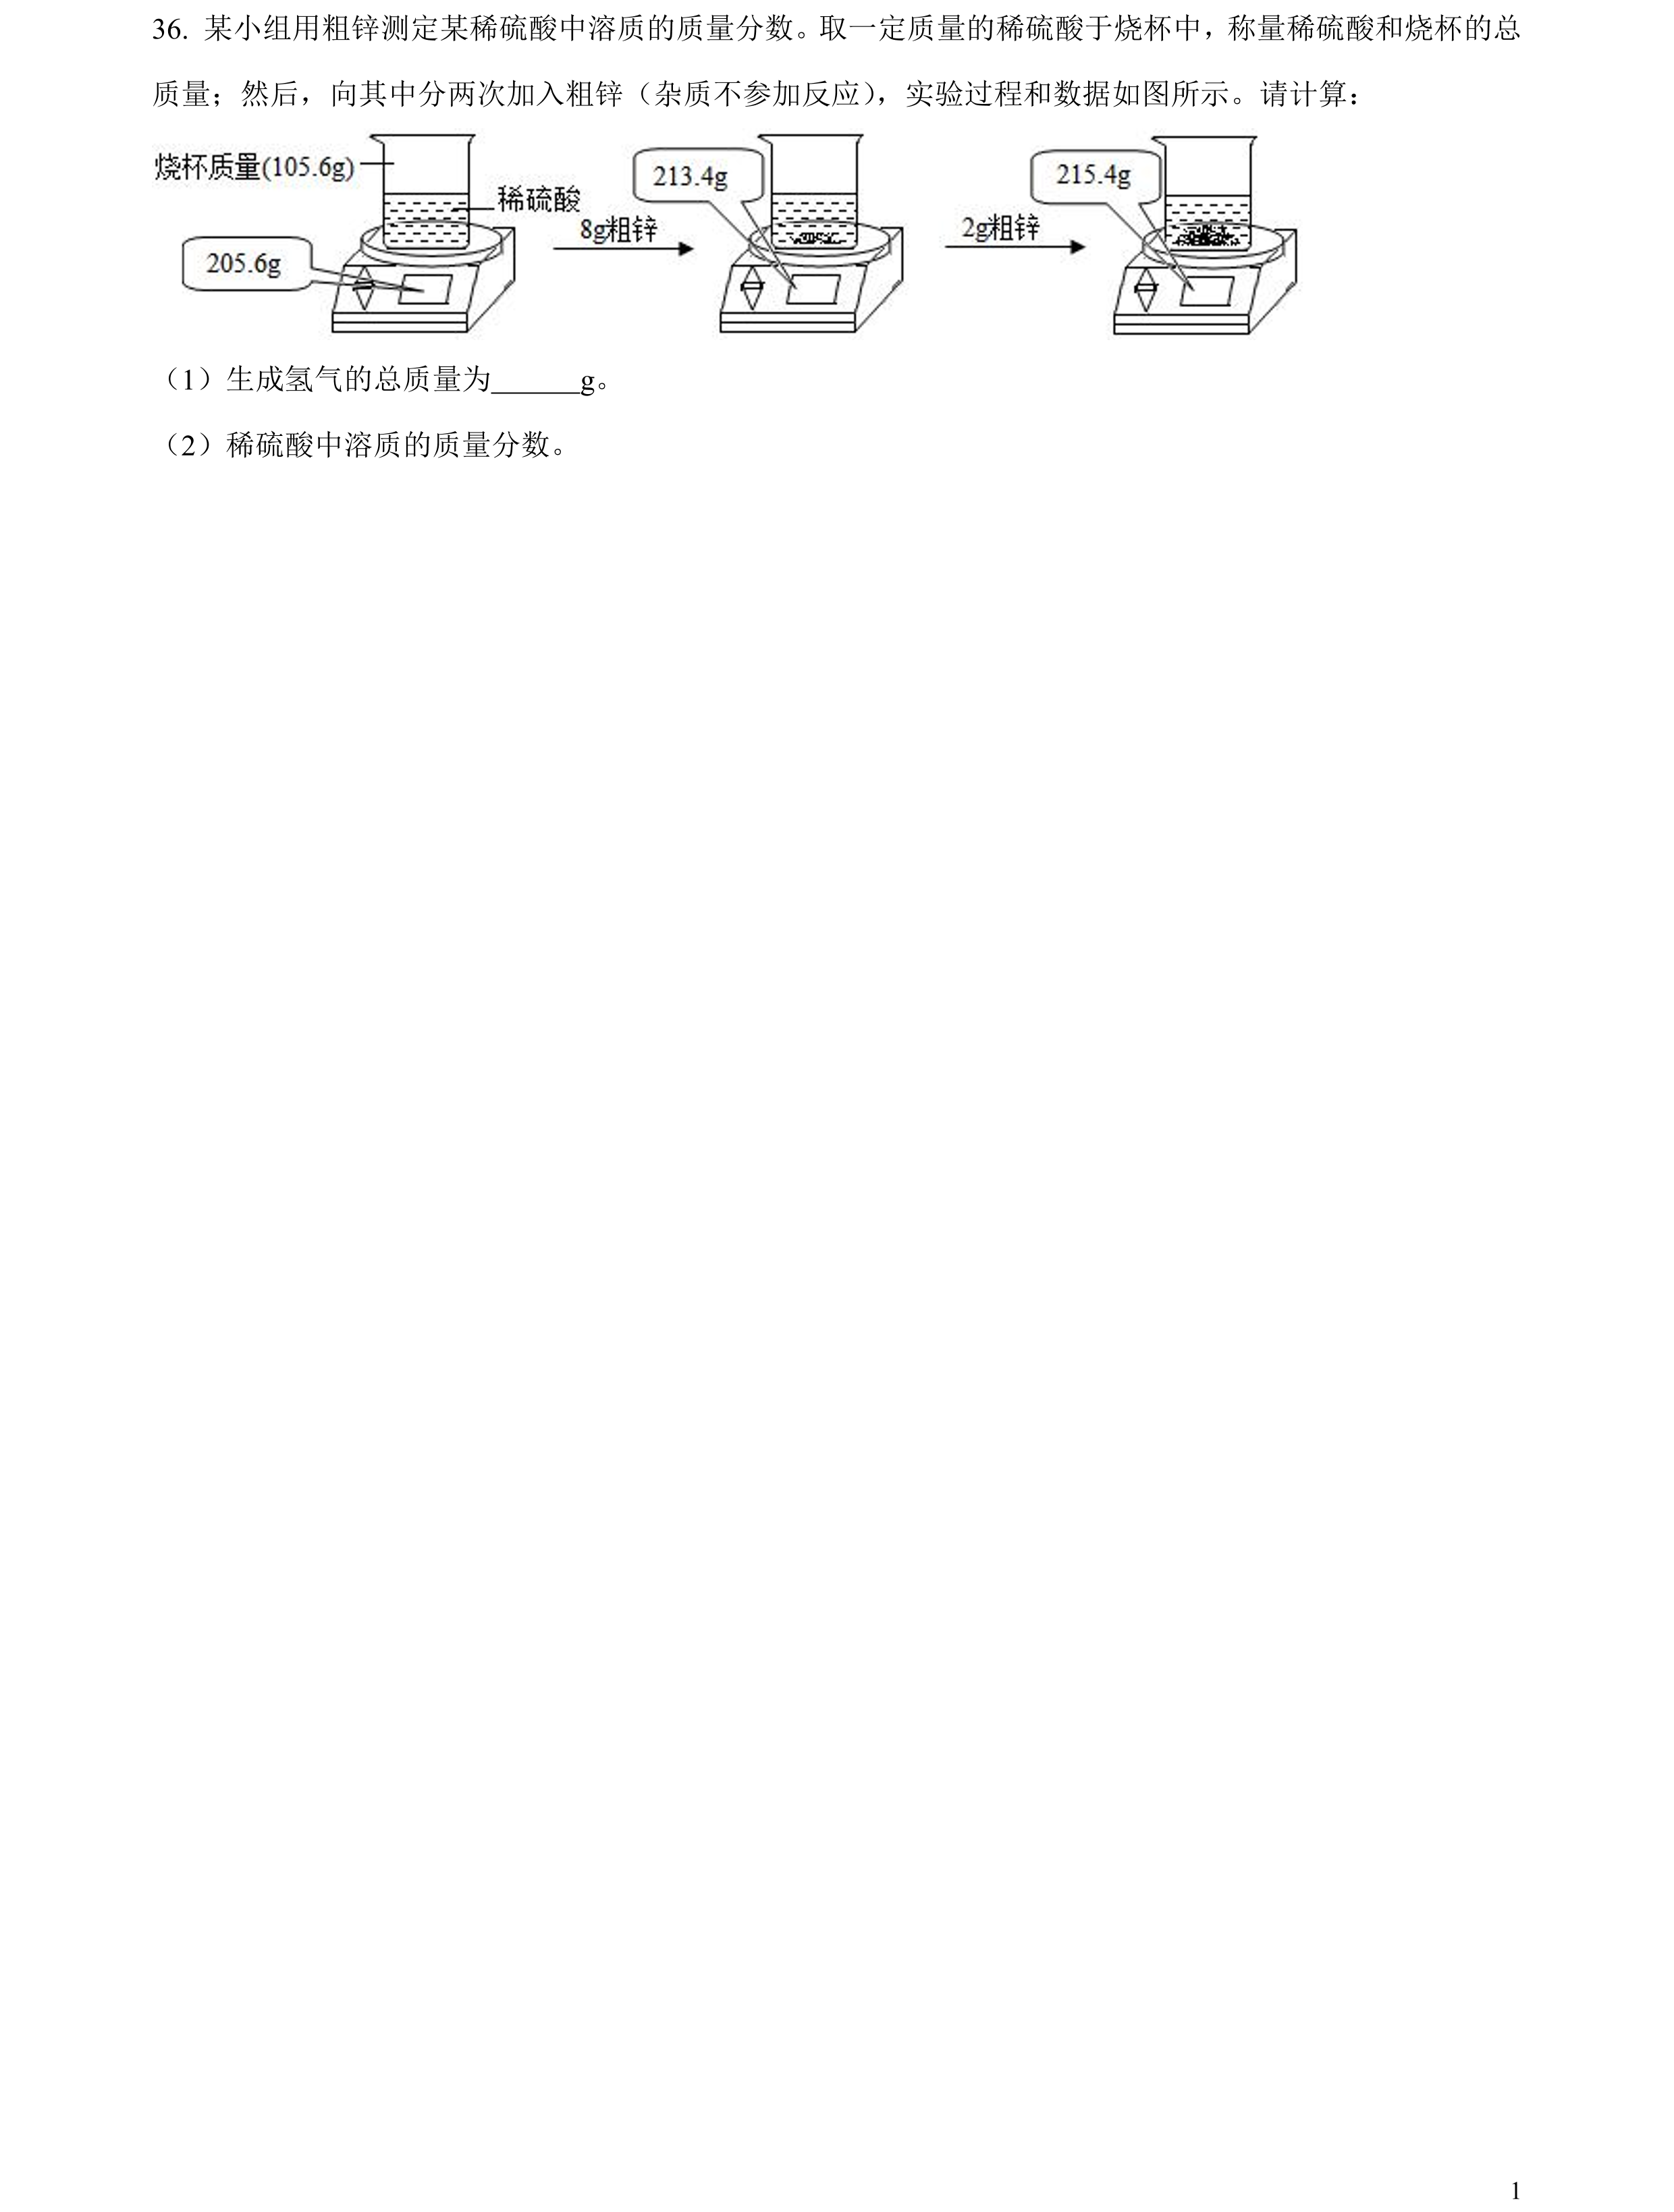 36. 某小组用粗锌测定某稀硫酸中溶质的质量分数。取一定质量的稀硫酸于烧杯中，称量稀硫酸和烧杯的总
质量；然后，向其中分两次加入粗锌（杂质不参加反应），实验过程和数据如图所示。请计算：
烧杯质量(105.6g)
稀硫酸
205.6g
8g粗锌
213.4g
2g粗锌
215.4g
（1）生成氢气的总质量为______g。
（2）稀硫酸中溶质的质量分数。
1